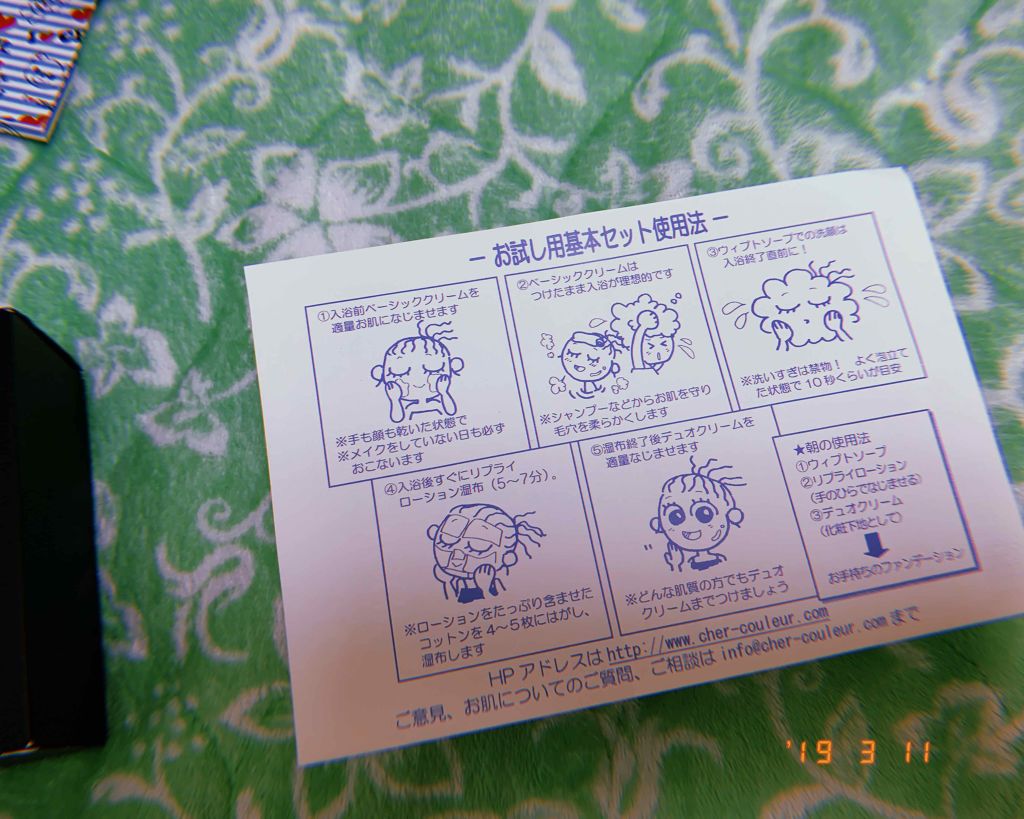 ― お試し用基本セット使用法 ―
①入浴前ベーシッククリームを
適量お肌になじませます
※手も顔も乾いた状態で
※メイクをしていない日も必ず
おこないます
②ベーシッククリームは
つけたまま入浴が理想的です
※シャンプーなどからお肌を守り
毛穴を柔らかくします
③ウィプトソープでの洗顔は
入浴終了直前に！
※洗いすぎは禁物！ よく泡立て
た状態で 10 秒くらいが目安
④入浴後すぐにリプライ
ローション湿布（5～7分）。
※ローションをたっぷり含ませた
コットンを 4～5枚にはがし、
湿布します
⑤湿布終了後デュオクリームを
適量なじませます
※どんな肌質の方でもデュオ
クリームまでつけましょう
★朝の使用法
①ウィプトソープ
②リプライローション
（手のひらでなじませる）
③デュオクリーム
（化粧下地として）
お手持ちのファンデーション
HP アドレスは http://www.cher-couleur.com
ご意見、お肌についてのご質問、ご相談は info@cher-couleur.com まで
'19 3 11